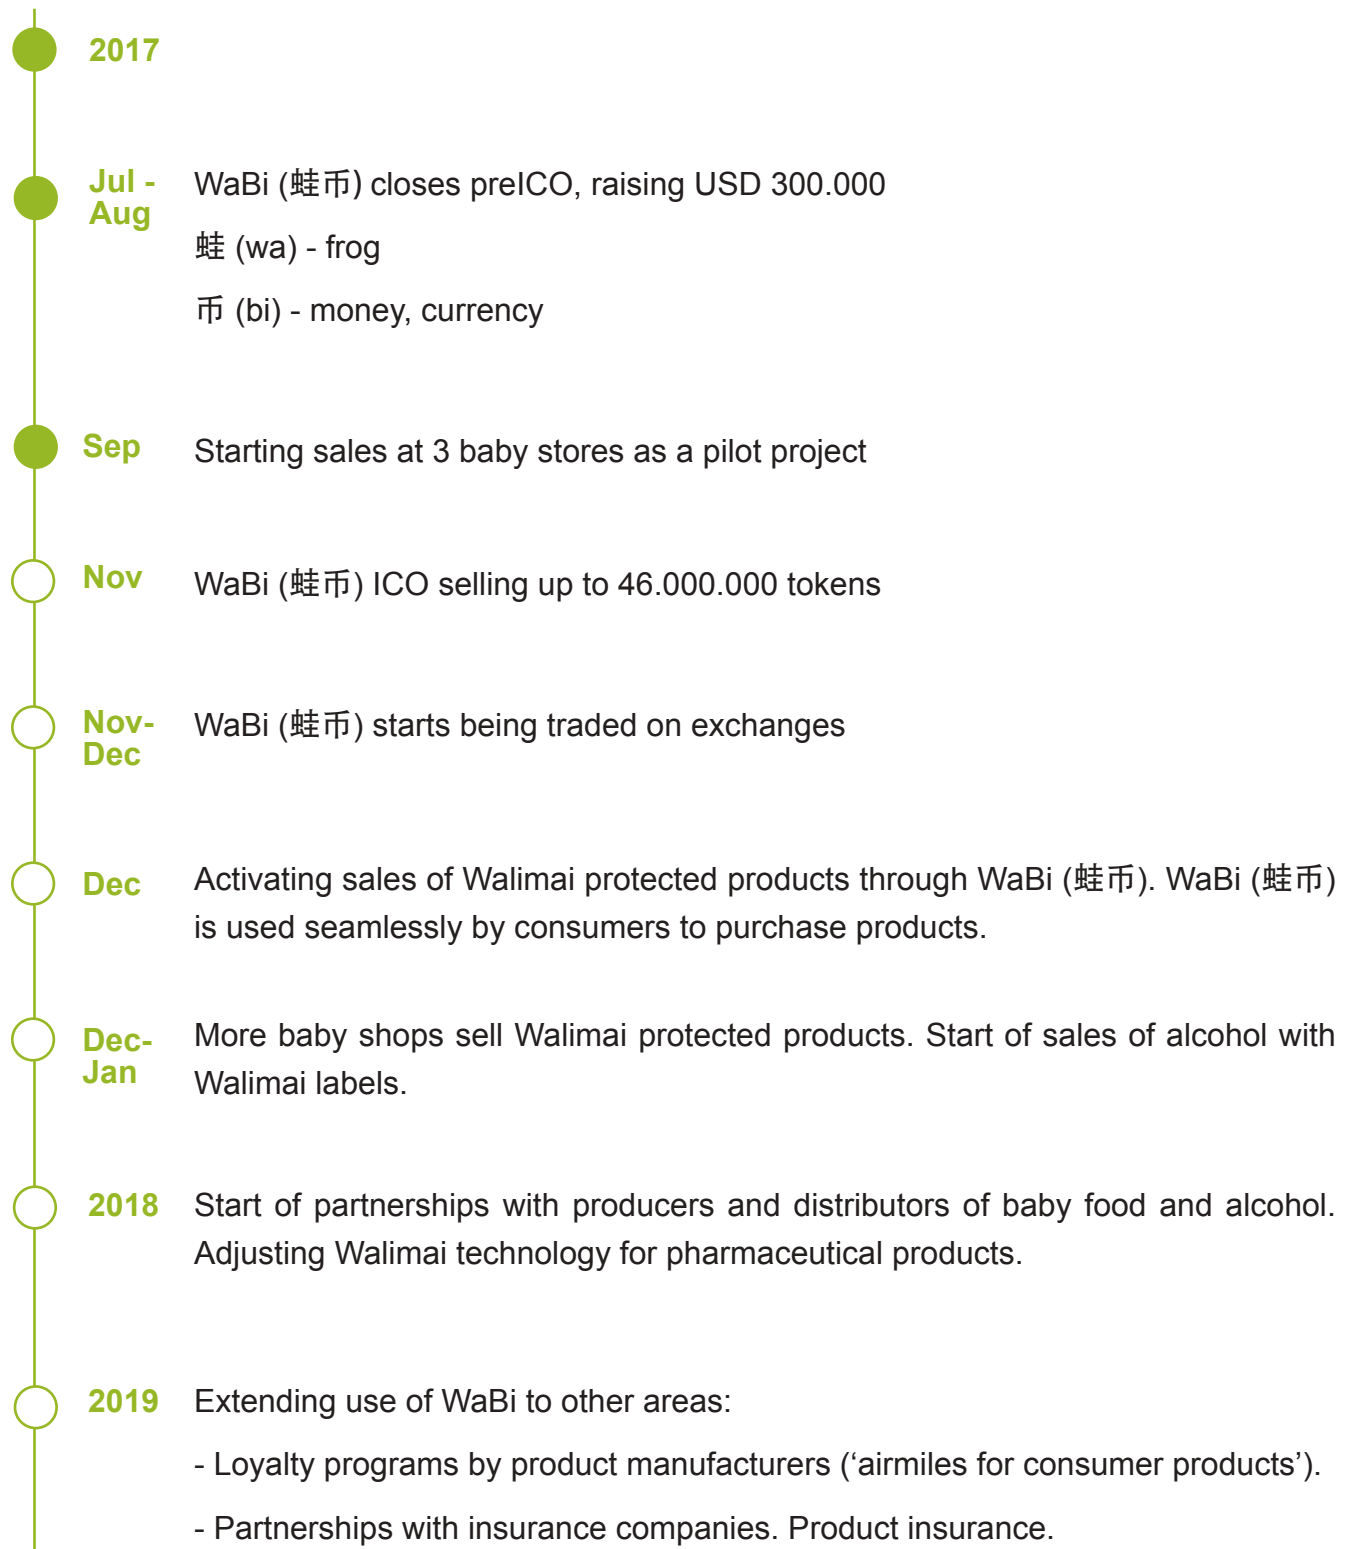 2017
Jul -
Aug
WaBi (蛙币) closes preICO, raising USD 300.000
蛙 (wa) - frog
币 (bi) - money, currency
Sep
Starting sales at 3 baby stores as a pilot project
Nov
WaBi (蛙币) ICO selling up to 46.000.000 tokens
Nov-
Dec
WaBi (蛙币) starts being traded on exchanges
Dec
Activating sales of Walimai protected products through WaBi (蛙币). WaBi (蛙币)
is used seamlessly by consumers to purchase products.
Dec-
Jan
More baby shops sell Walimai protected products. Start of sales of alcohol with
Walimai labels.
2018
Start of partnerships with producers and distributors of baby food and alcohol.
Adjusting Walimai technology for pharmaceutical products.
2019
Extending use of WaBi to other areas:
- Loyalty programs by product manufacturers (‘airmiles for consumer products’).
- Partnerships with insurance companies. Product insurance.